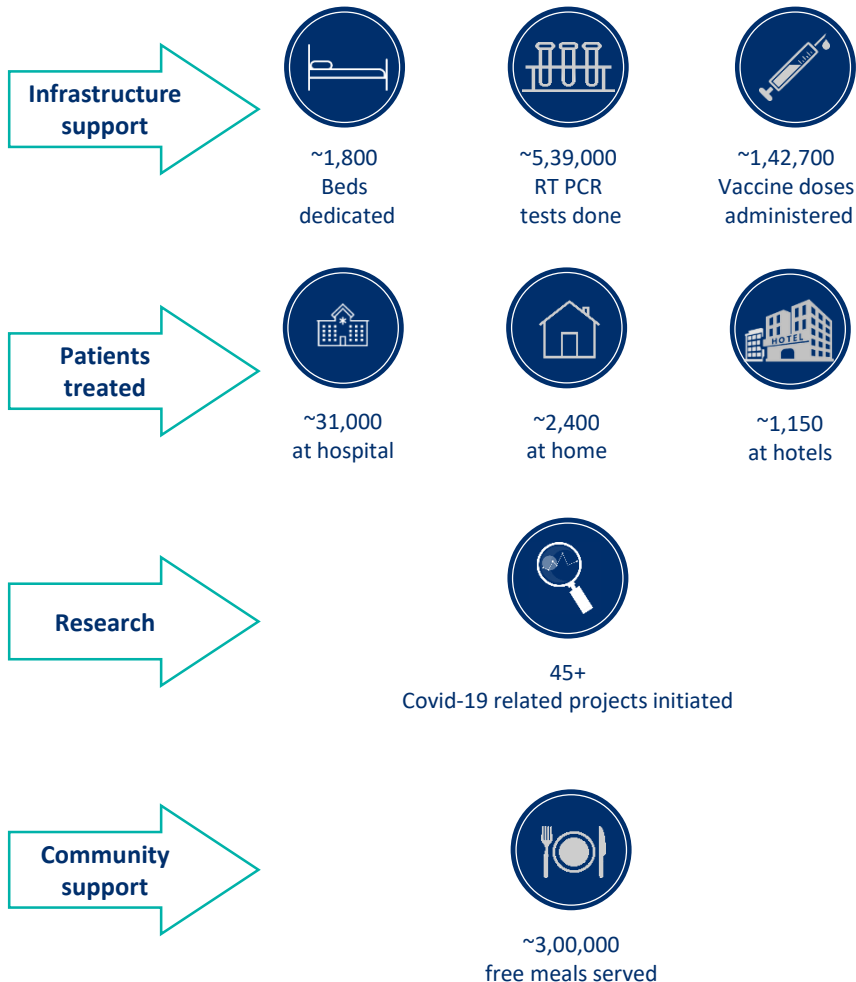 Infrastructure
support
~1,800
Beds
dedicated
~5,39,000
RT PCR
tests done
~1,42,700
Vaccine doses
administered
Patients
treated
~31,000
at hospital
~2,400
at home
HOTEL
~1,150
at hotels
Research
45+
Covid-19 related projects initiated
Community
support
~3,00,000
free meals served